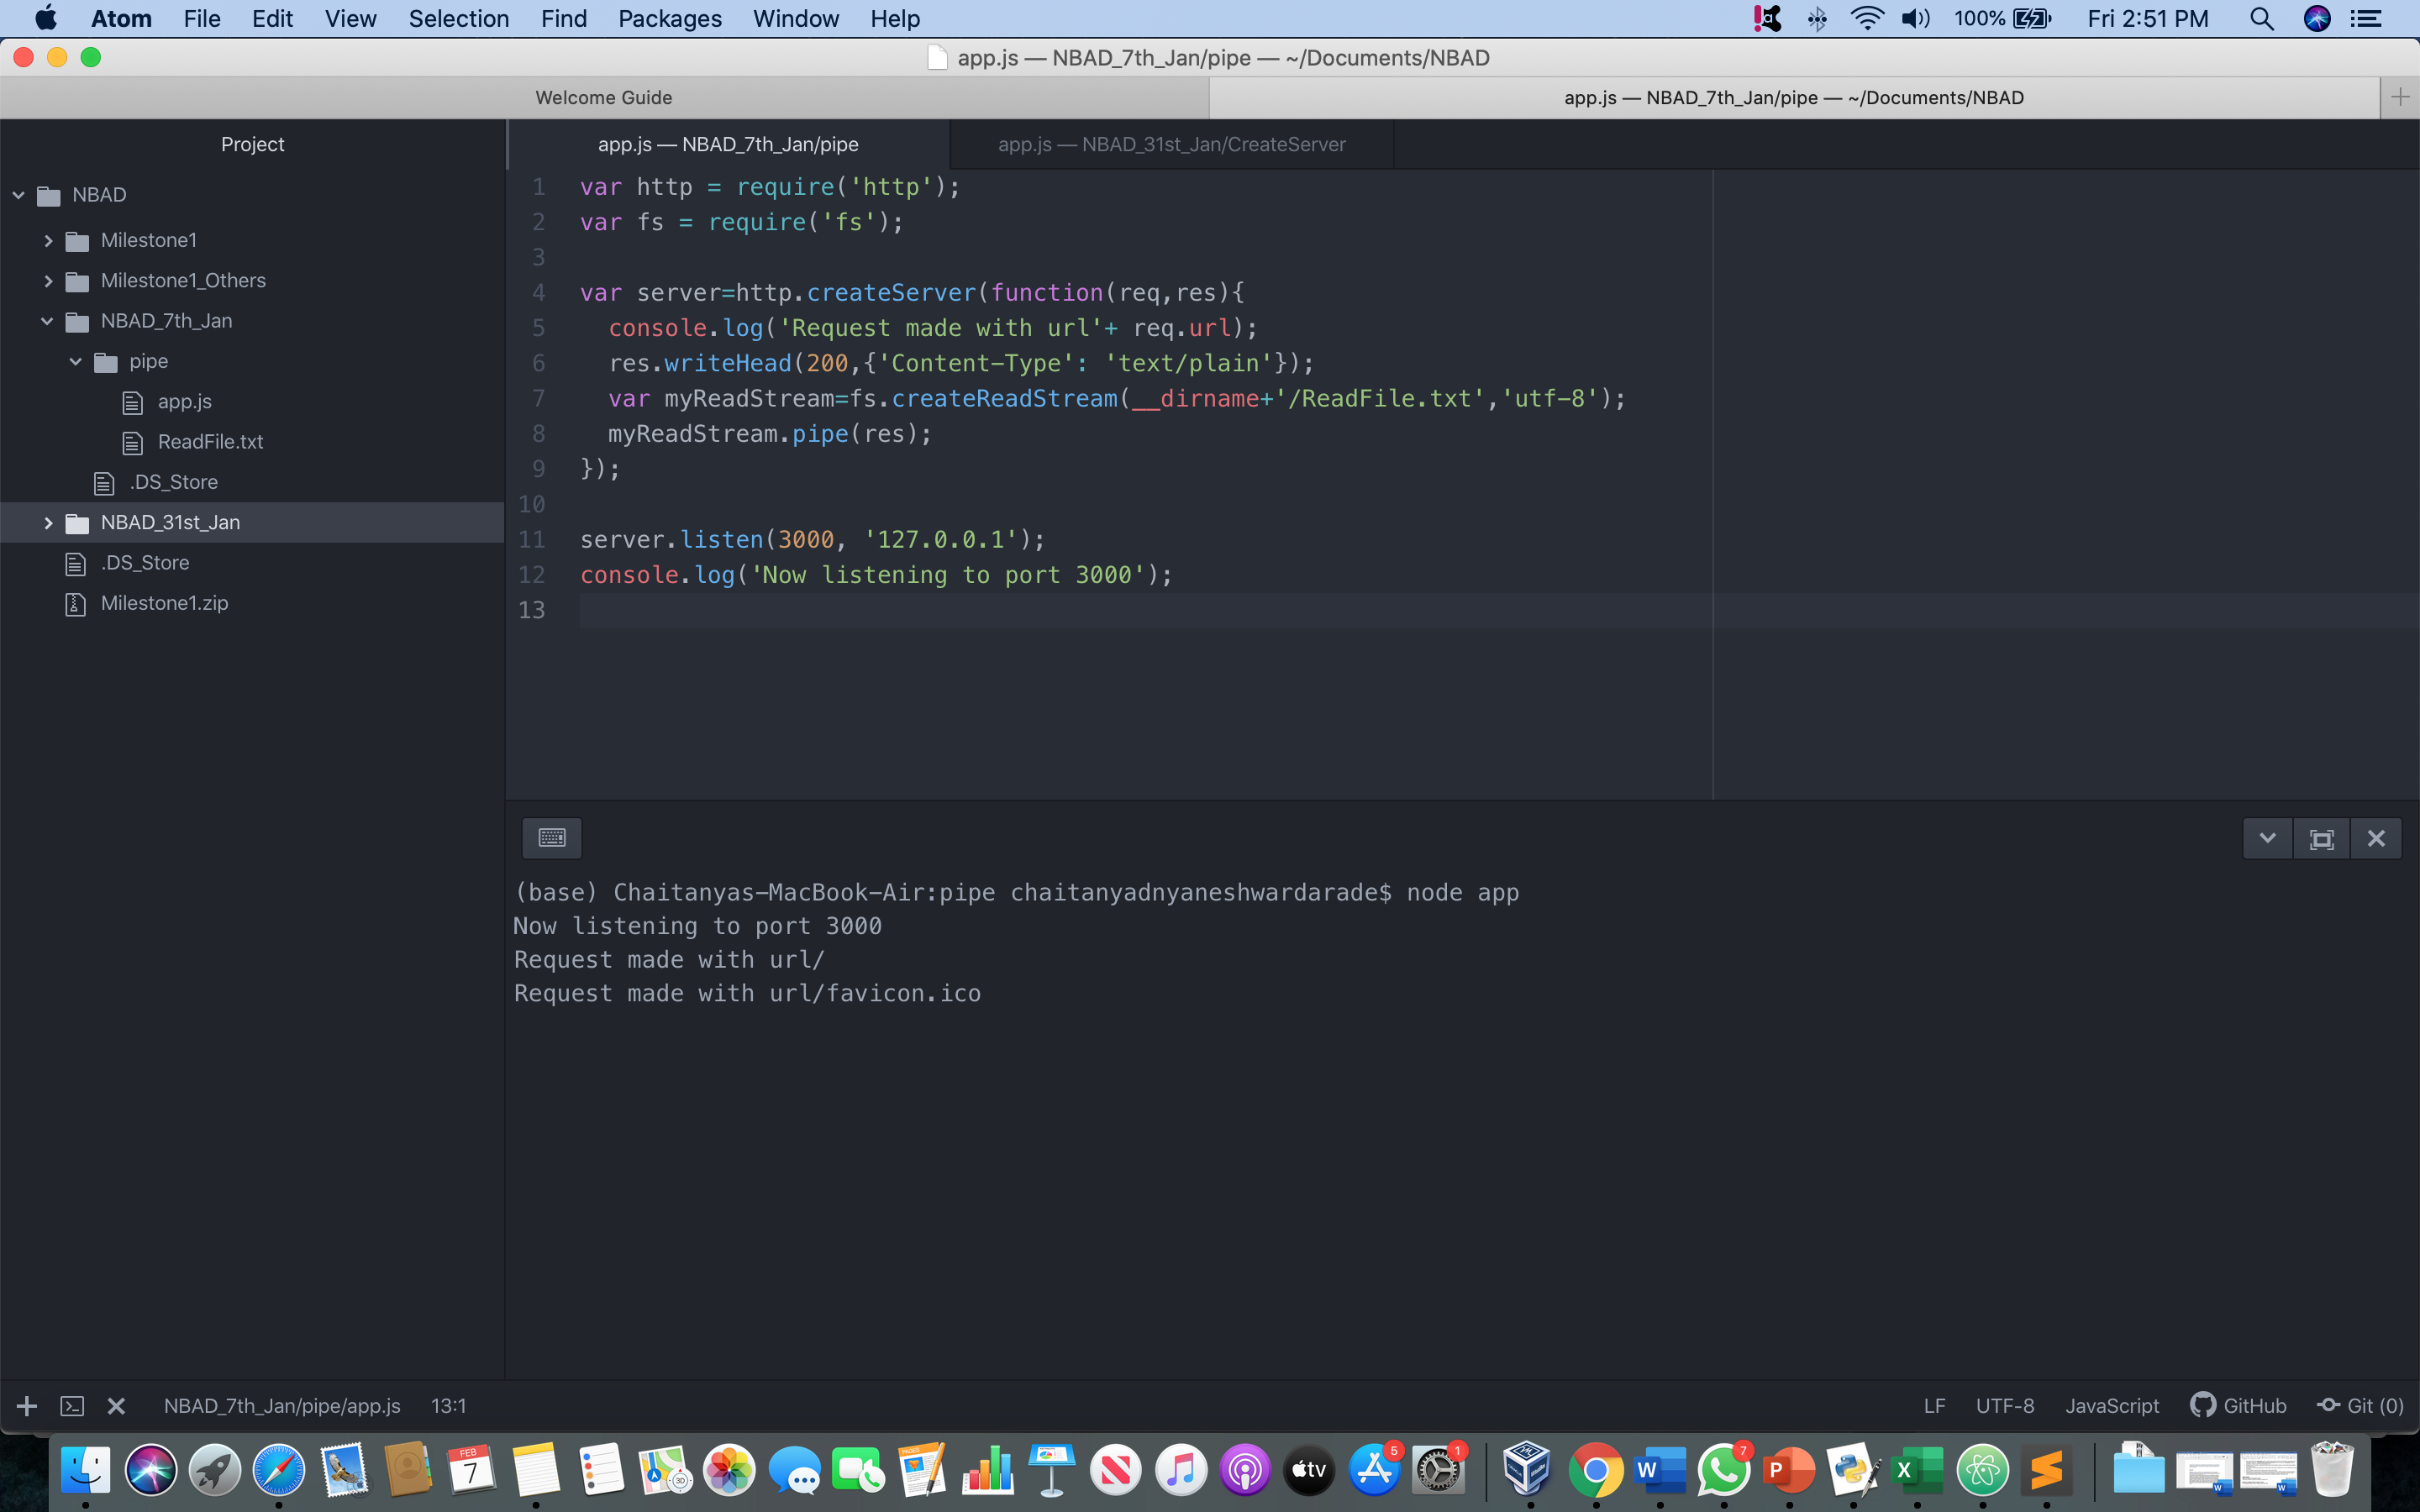 Atom File Edit View Selection Find Packages Window Help 100% Fri 2:51 PM
app.js — NBAD_7th_Jan/pipe — ~/Documents/NBAD
Welcome Guide
app.js — NBAD_7th_Jan/pipe — ~/Documents/NBAD
Project
app.js — NBAD_7th_Jan/pipe
app.js — NBAD_31st_Jan/CreateServer
NBAD
Milestone1
Milestone1_Others
NBAD_7th_Jan
pipe
app.js
ReadFile.txt
.DS_Store
NBAD_31st_Jan
.DS_Store
Milestone1.zip
1 var http = require('http');
2 var fs = require('fs');
3
4 var server=http.createServer(function(req,res){
5 console.log('Request made with url'+ req.url);
6 res.writeHead(200,{'Content-Type': 'text/plain'});
7 var myReadStream=fs.createReadStream(__dirname+'/ReadFile.txt','utf-8');
8 myReadStream.pipe(res);
9 });
10
11 server.listen(3000, '127.0.0.1');
12 console.log('Now listening to port 3000');
13
(base) Chaitanyas-MacBook-Air:pipe chaitanyadnyaneshwardarade$ node app
Now listening to port 3000
Request made with url/
Request made with url/favicon.ico
NBAD_7th_Jan/pipe/app.js 13:1 LF UTF-8 JavaScript GitHub Git (0)
FEB
7
PAGES
3D
tv
5
1
W
7
P
X
W
W